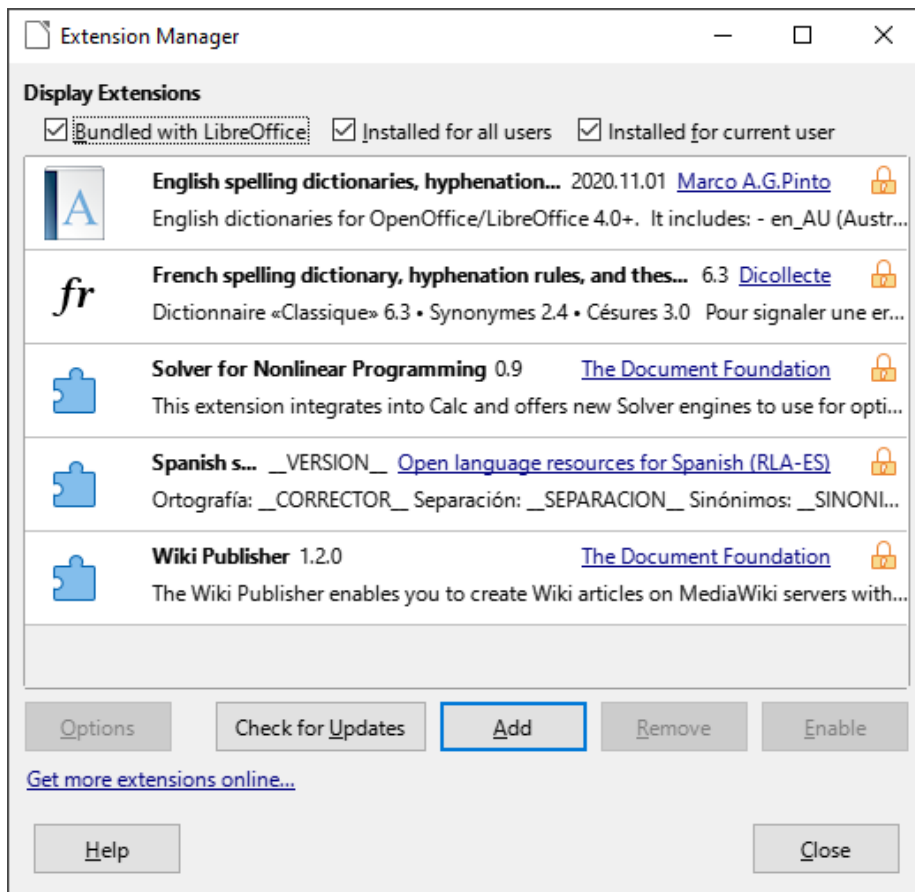 Extension Manager
Display Extensions
Bundled with LibreOffice Installed for all users Installed for current user
English spelling dictionaries, hyphenation... 2020.11.01 Marco A.G.Pinto
A English dictionaries for OpenOffice/LibreOffice 4.0+. It includes: - en_AU (Austr...
French spelling dictionary, hyphenation rules, and thes... 6.3 Dicollecte
fr Dictionnaire «Classique» 6.3 • Synonymes 2.4 • Césures 3.0 Pour signaler une er...
Solver for Nonlinear Programming 0.9 The Document Foundation
This extension integrates into Calc and offers new Solver engines to use for opti...
Spanish s... __VERSION__ Open language resources for Spanish (RLA-ES)
Ortografía: __CORRECTOR__ Separación: __SEPARACION__ Sinónimos: __SINONI...
Wiki Publisher 1.2.0 The Document Foundation
The Wiki Publisher enables you to create Wiki articles on MediaWiki servers with...
Options Check for Updates Add Remove Enable
Get more extensions online...
Help Close